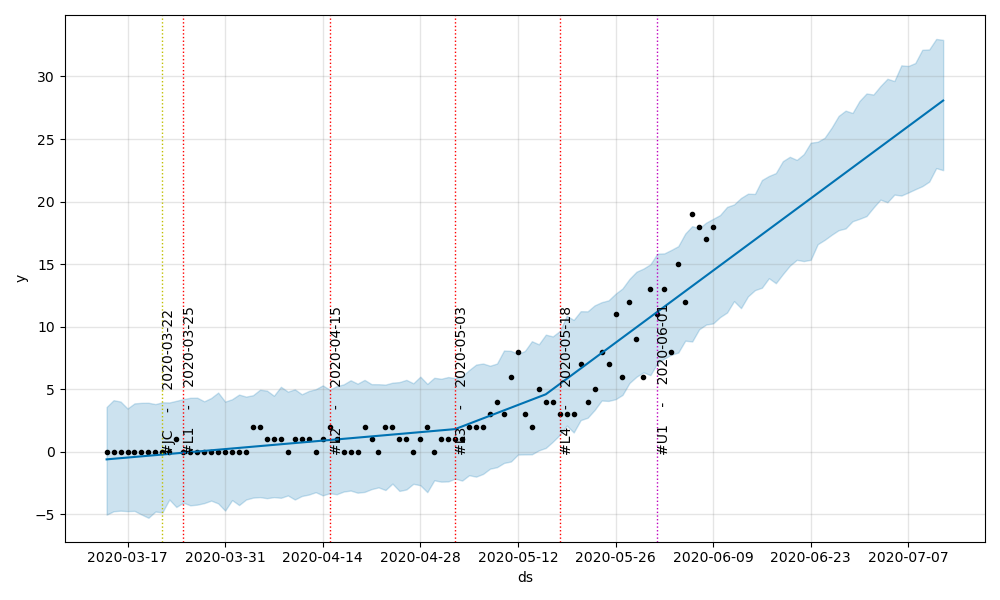 30
25
20
15
10
5
0
−5
y
#JC - 2020-03-22
#L1 - 2020-03-25
#L2 - 2020-04-15
#L3 - 2020-05-03
#L4 - 2020-05-18
#U1 - 2020-06-01
2020-03-17
2020-03-31
2020-04-14
2020-04-28
2020-05-12
2020-05-26
2020-06-09
2020-06-23
2020-07-07
ds